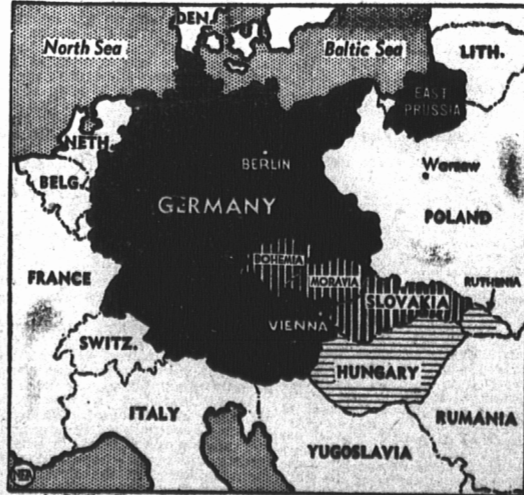 DEN.
North Sea
Baltic Sea
LITH.
EAST
PRUSSIA
NETH.
BERLIN
Warsaw
BELG.
GERMANY
POLAND
BOHEMIA
FRANCE
MORAVIA
RUTHENIA
SLOVAKIA
VIENNA
SWITZ.
HUNGARY
ITALY
RUMANIA
YUGOSLAVIA
NEA